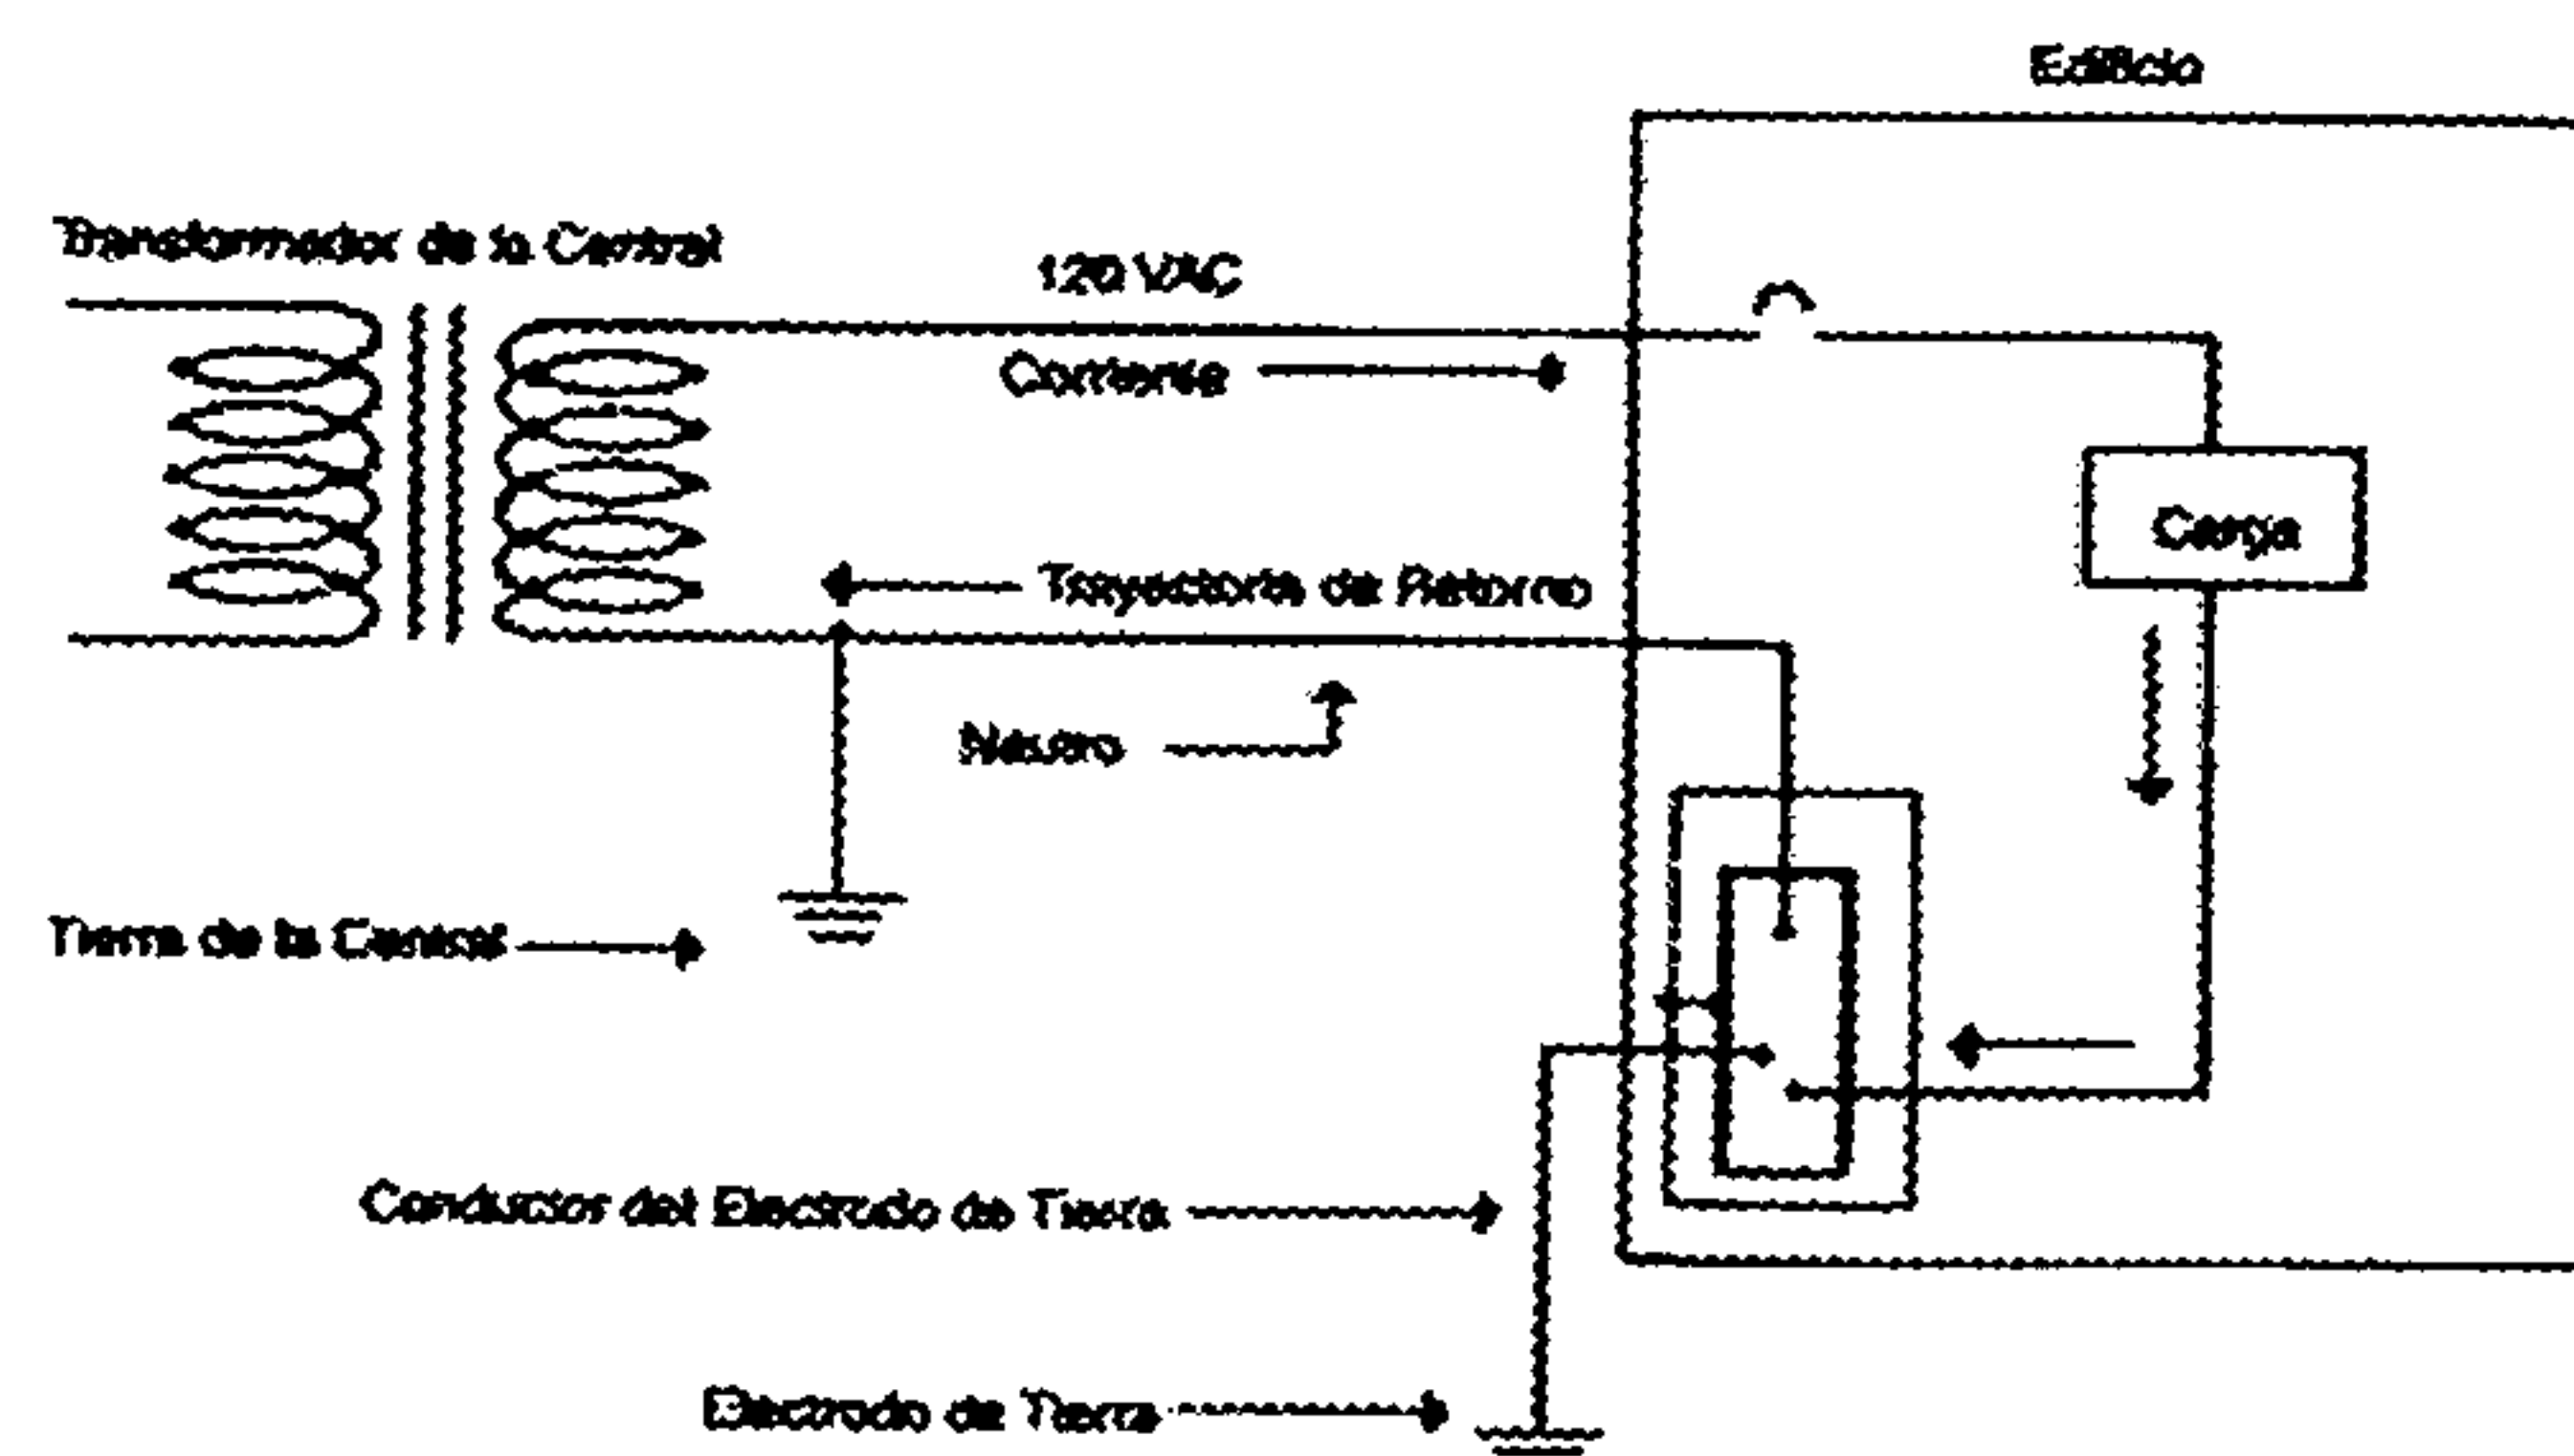 Edificio
Transformador de la Central
120 VAC
Corriente
Carga
Trayectoria de Retorno
Neutro
Tierra de la Central
Conductor del Electrodo de Tierra
Electrodo de Tierra